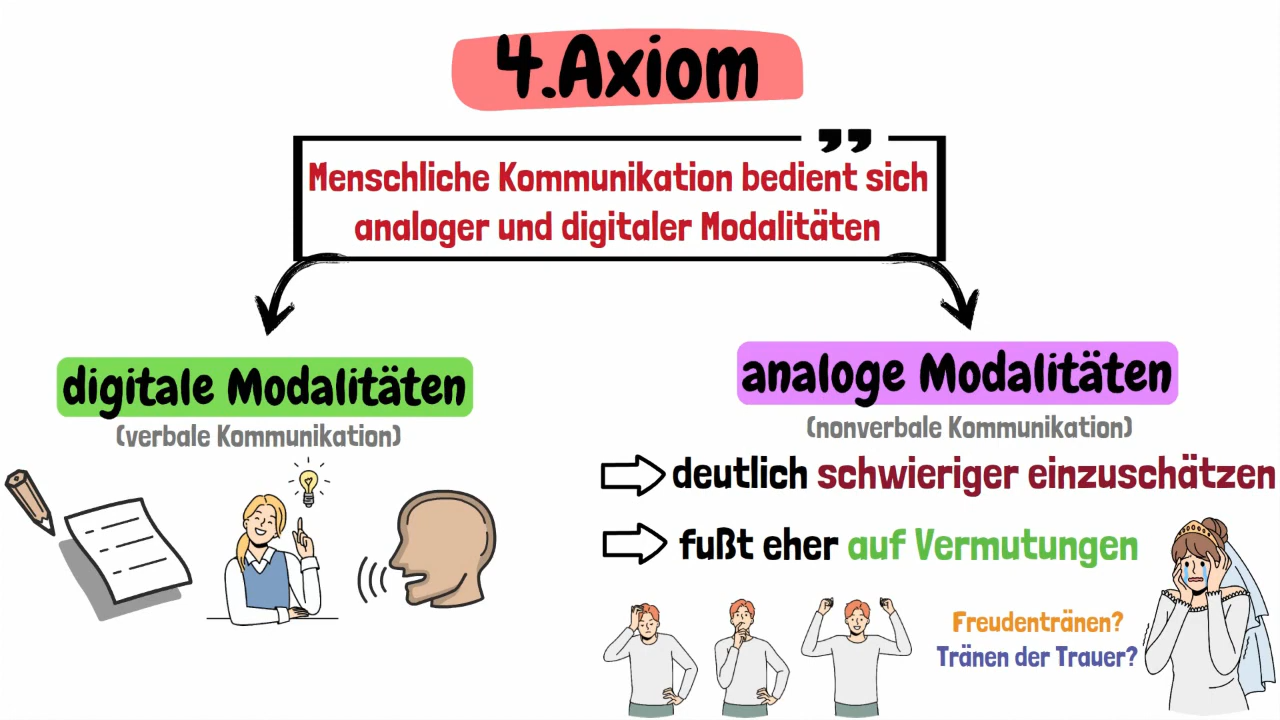 4.Axiom
Menschliche Kommunikation bedient sich
analoger und digitaler Modalitäten
digitale Modalitäten
(verbale Kommunikation)
analoge Modalitäten
(nonverbale Kommunikation)
deutlich schwieriger einzuschätzen
fußt eher auf Vermutungen
Freudentränen?
Tränen der Trauer?